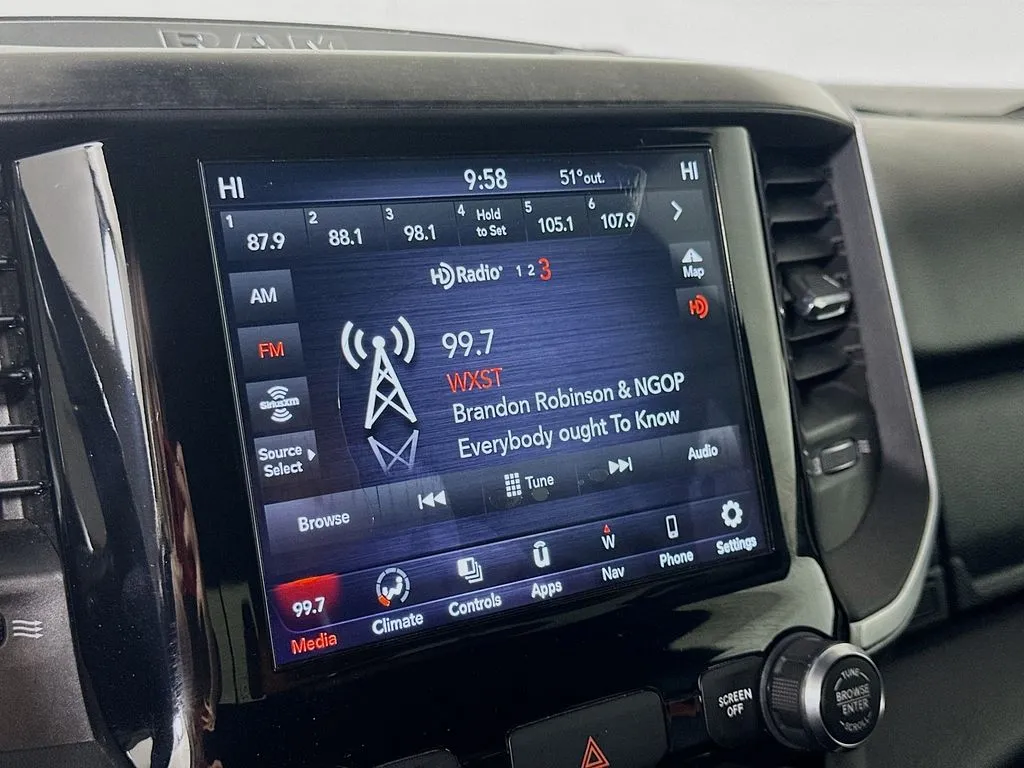 RAM
HI 9:58 51°out. HI
1 87.9 2 88.1 3 98.1 4 Hold to Set 5 105.1 6 107.9
HD Radio 1 2 3
Map
HD
AM
FM
SiriusXM
Source
Select
99.7
WXST
Brandon Robinson & NGOP
Everybody ought To Know
Browse Tune Audio
99.7 W
Media Climate Controls Apps Nav Phone Settings
SCREEN
OFF
TUNE
BROWSE
ENTER
SCROLL